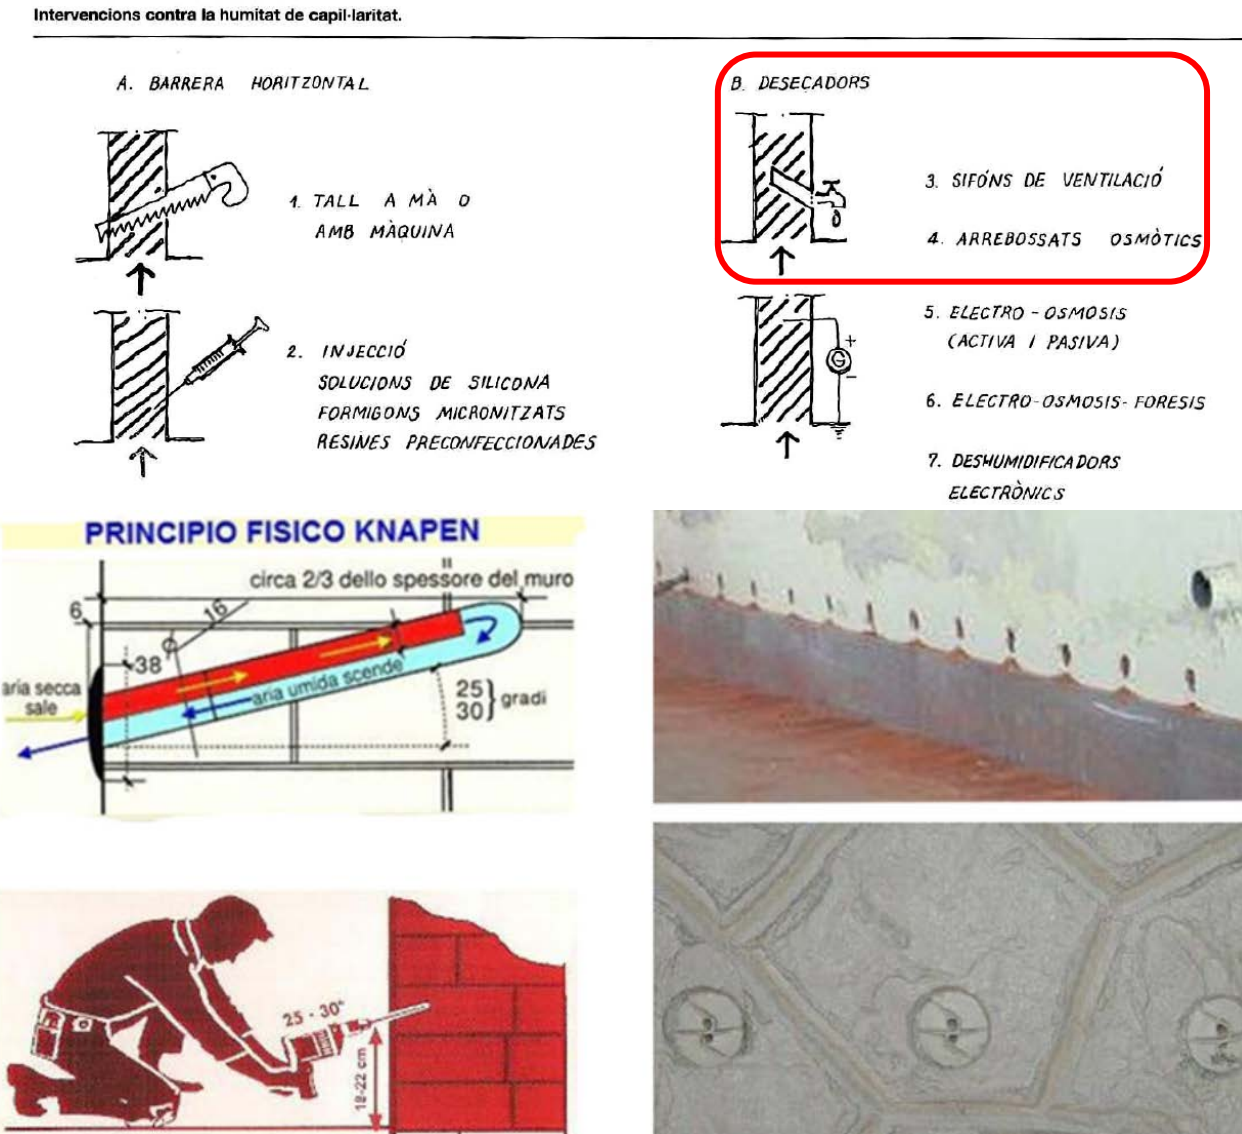 Intervencions contra la humitat de capil·laritat.
A. BARRERA HORITZONTAL
1. TALL A MÀ O
AMB MÀQUINA
2. INJECCIÓ
SOLUCIONS DE SILICONA
FORMIGONS MICRONITZATS
RESINES PRECONFECCIONADES
B. DESECADORS
3. SIFÓNS DE VENTILACIÓ
4. ARREBOSSATS OSMÒTICS
5. ELECTRO-OSMOSIS
(ACTIVA I PASIVA)
6. ELECTRO-OSMOSIS-FORESIS
7. DESHUMIDIFICADORS
ELECTRÒNICS
G
+
-
PRINCIPIO FISICO KNAPEN
circa 2/3 dello spessore del muro
6
16
38
aria secca
sale
aria umida scende
25
30
gradi
25-30°
18-22 cm